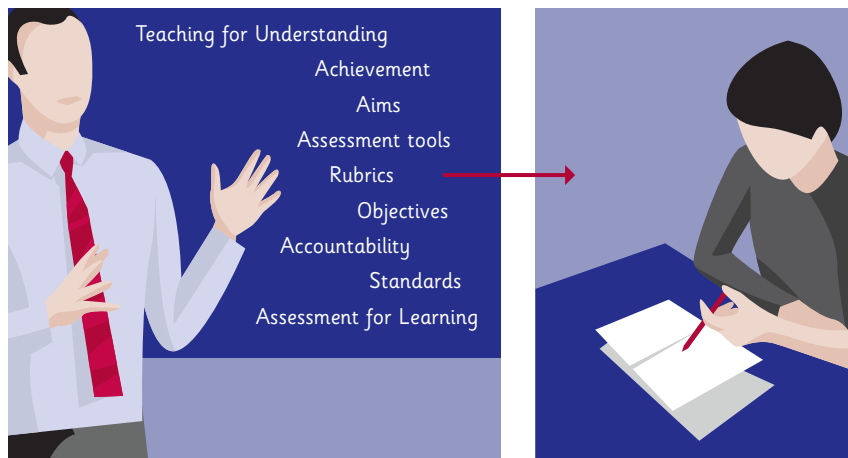 Teaching for Understanding
Achievement
Aims
Assessment tools
Rubrics
Objectives
Accountability
Standards
Assessment for Learning